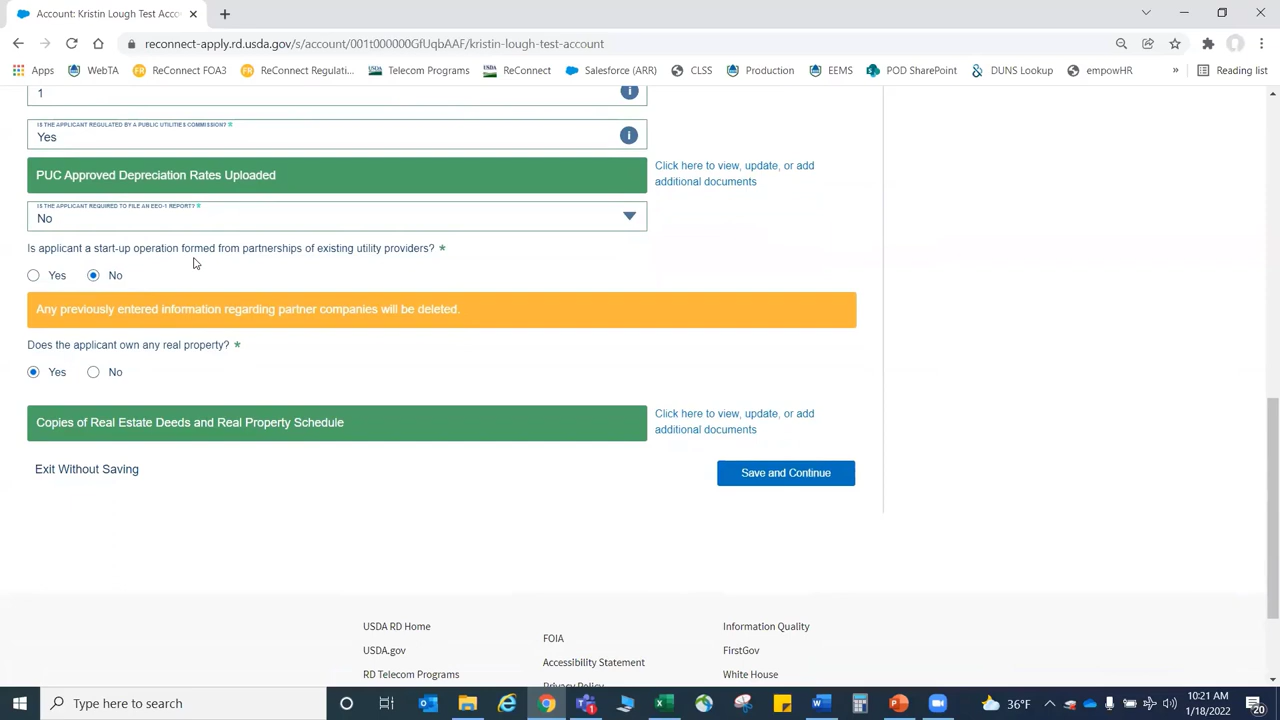 Account: Kristin Lough Test Acco
reconnect-apply.rd.usda.gov/s/account/001t000000GfUqbAAF/kristin-lough-test-account
Apps WebTA ReConnect FOA3 ReConnect Regulati... Telecom Programs ReConnect Salesforce (ARR) CLSS Production EEMS POD SharePoint DUNS Lookup empowHR » Reading list
1
IS THE APPLICANT REGULATED BY A PUBLIC UTILITIES COMMISSION? *
Yes
PUC Approved Depreciation Rates Uploaded
Click here to view, update, or add
additional documents
IS THE APPLICANT REQUIRED TO FILE AN EEO-1 REPORT? *
No
Is applicant a start-up operation formed from partnerships of existing utility providers? *
Yes No
Any previously entered information regarding partner companies will be deleted.
Does the applicant own any real property? *
Yes No
Copies of Real Estate Deeds and Real Property Schedule
Click here to view, update, or add
additional documents
Exit Without Saving
Save and Continue
USDA RD Home
USDA.gov
RD Telecom Programs
FOIA
Accessibility Statement
Privacy Policy
Information Quality
FirstGov
White House
Type here to search
36°F
10:21 AM
1/18/2022
20